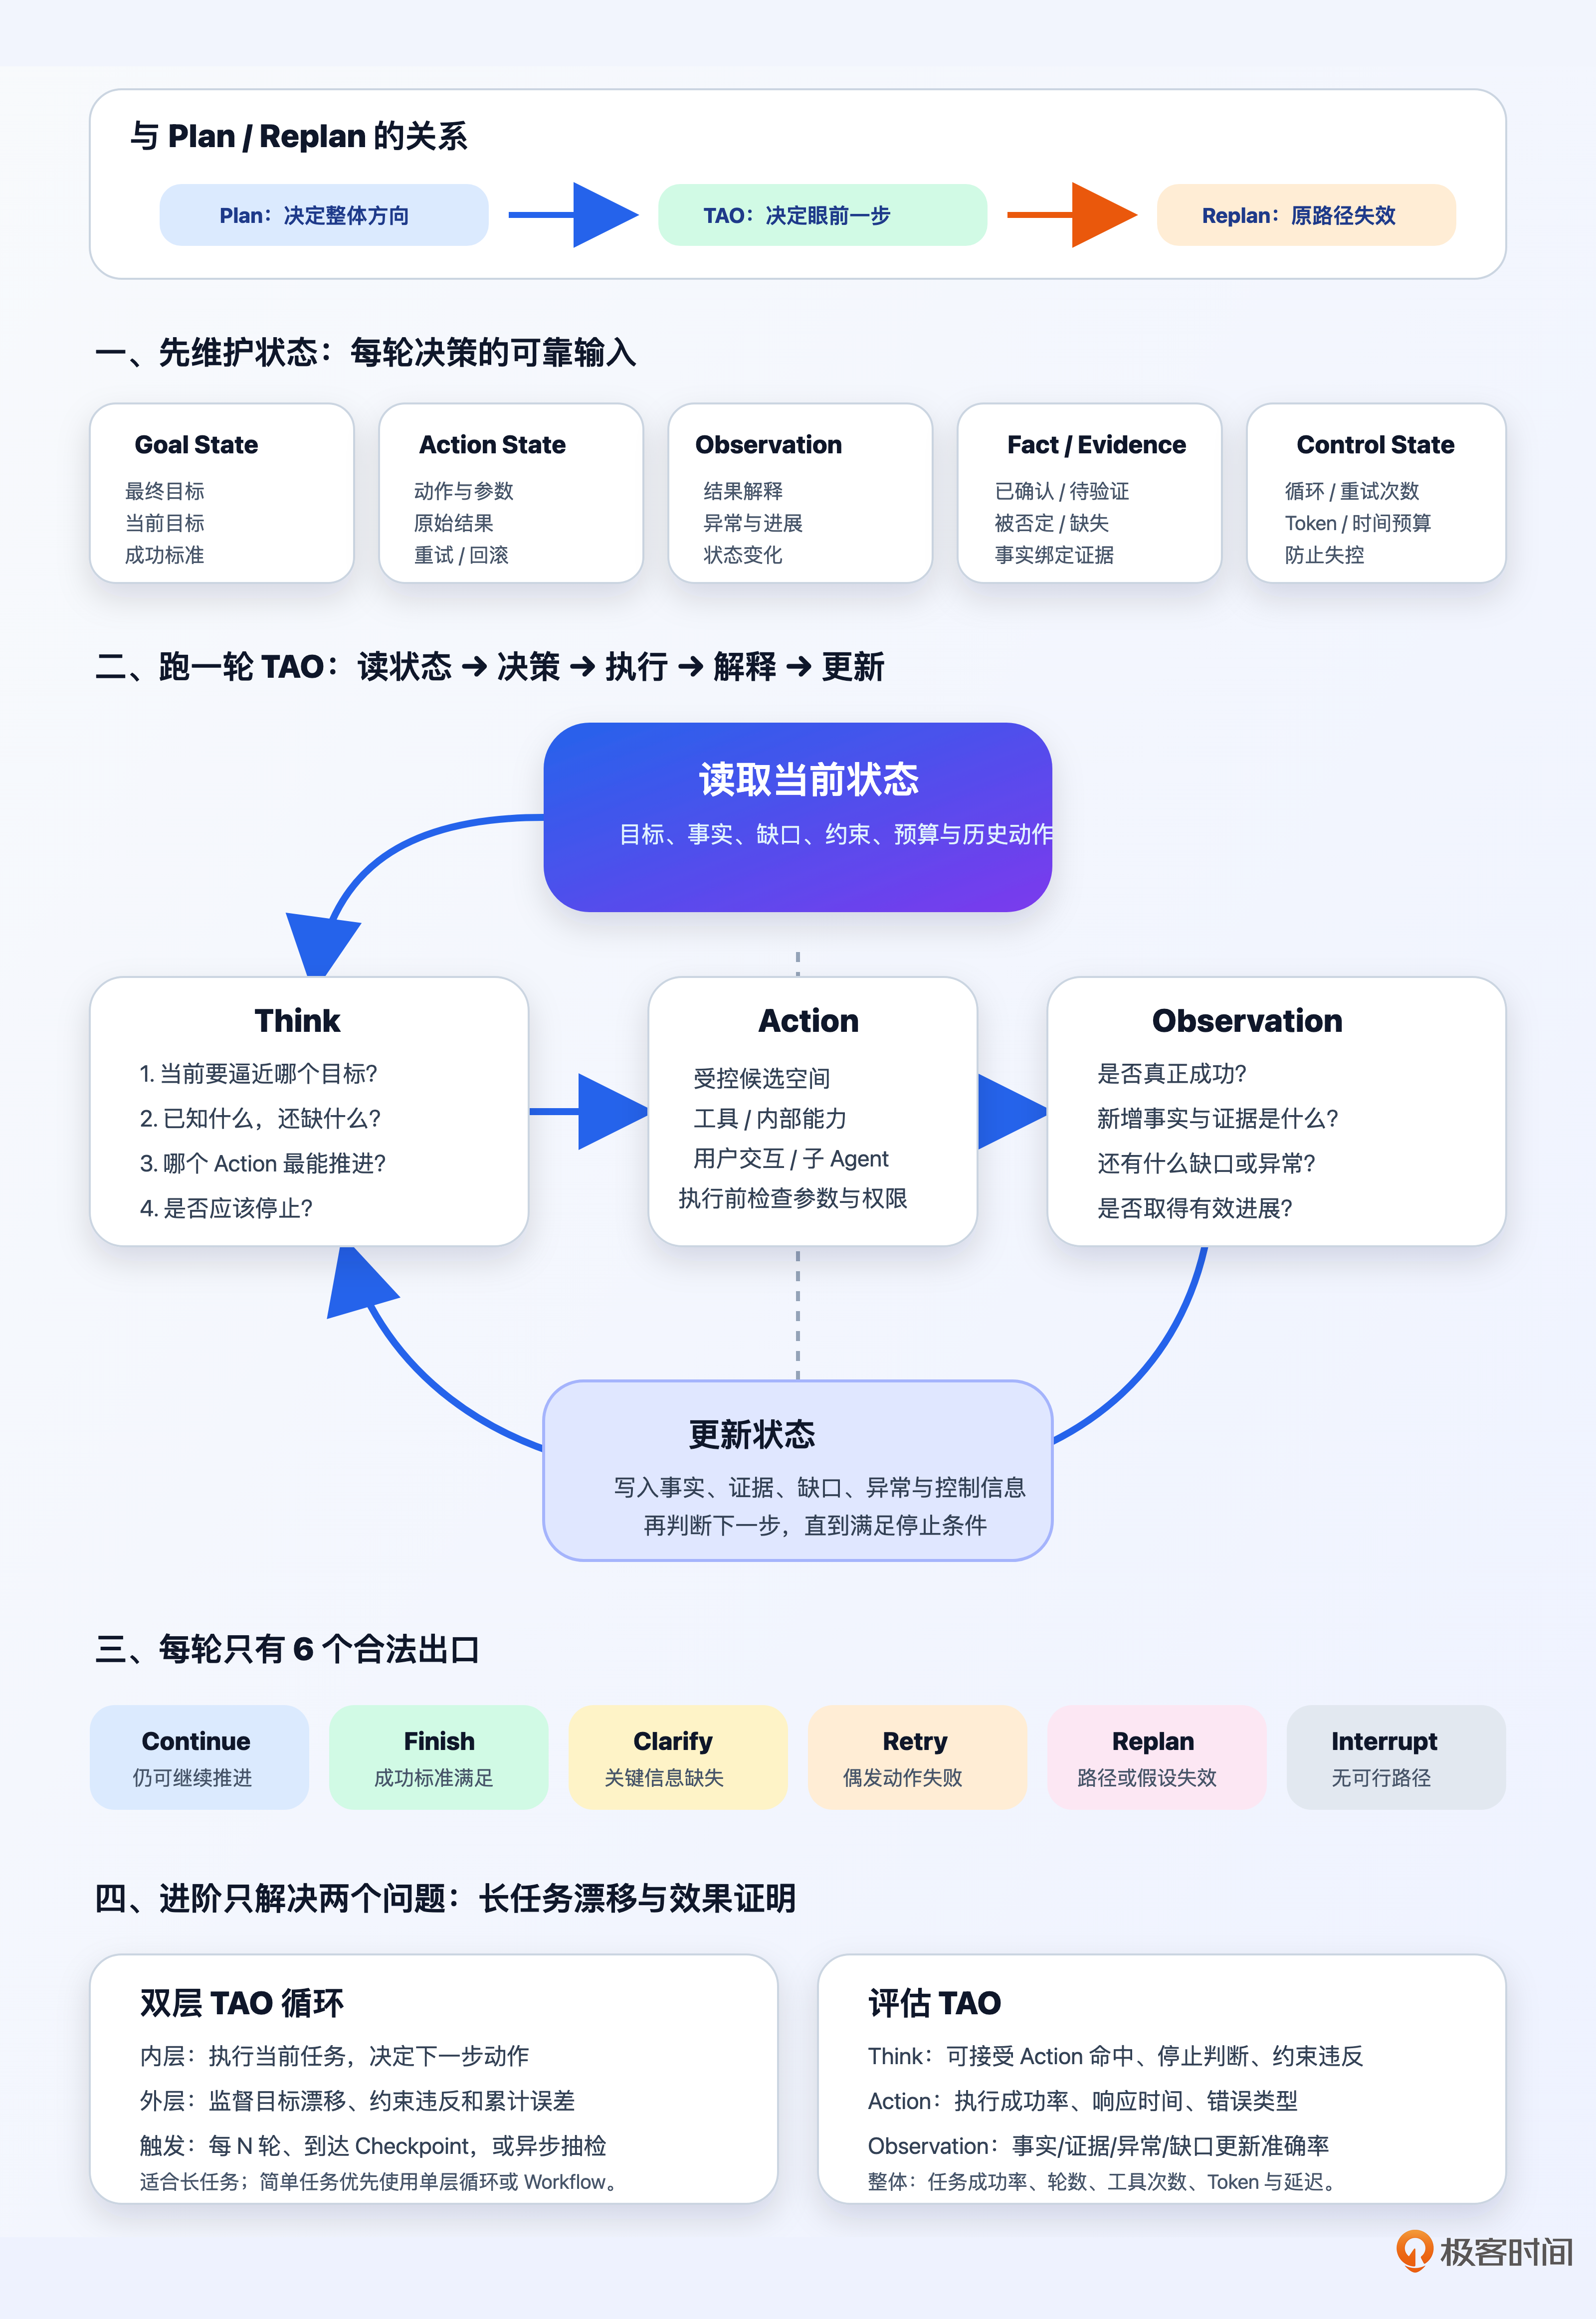 与 Plan / Replan 的关系
Plan：决定整体方向
TAO：决定眼前一步
Replan：原路径失效
一、先维护状态：每轮决策的可靠输入
Goal State
最终目标
当前目标
成功标准
Action State
动作与参数
原始结果
重试 / 回滚
Observation
结果解释
异常与进展
状态变化
Fact / Evidence
已确认 / 待验证
被否定 / 缺失
事实绑定证据
Control State
循环 / 重试次数
Token / 时间预算
防止失控
二、跑一轮 TAO：读状态 → 决策 → 执行 → 解释 → 更新
读取当前状态
目标、事实、缺口、约束、预算与历史动作
Think
1. 当前要逼近哪个目标?
2. 已知什么，还缺什么?
3. 哪个 Action 最能推进?
4. 是否应该停止?
Action
受控候选空间
工具 / 内部能力
用户交互 / 子 Agent
执行前检查参数与权限
Observation
是否真正成功?
新增事实与证据是什么?
还有什么缺口或异常?
是否取得有效进展?
更新状态
写入事实、证据、缺口、异常与控制信息
再判断下一步，直到满足停止条件
三、每轮只有 6 个合法出口
Continue
仍可继续推进
Finish
成功标准满足
Clarify
关键信息缺失
Retry
偶发动作失败
Replan
路径或假设失效
Interrupt
无可行路径
四、进阶只解决两个问题：长任务漂移与效果证明
双层 TAO 循环
内层：执行当前任务，决定下一步动作
外层：监督目标漂移、约束违反和累计误差
触发：每 N 轮、到达 Checkpoint，或异步抽检
适合长任务；简单任务优先使用单层循环或 Workflow。
评估 TAO
Think：可接受 Action 命中、停止判断、约束违反
Action：执行成功率、响应时间、错误类型
Observation：事实/证据/异常/缺口更新准确率
整体：任务成功率、轮数、工具次数、Token 与延迟。
极客时间